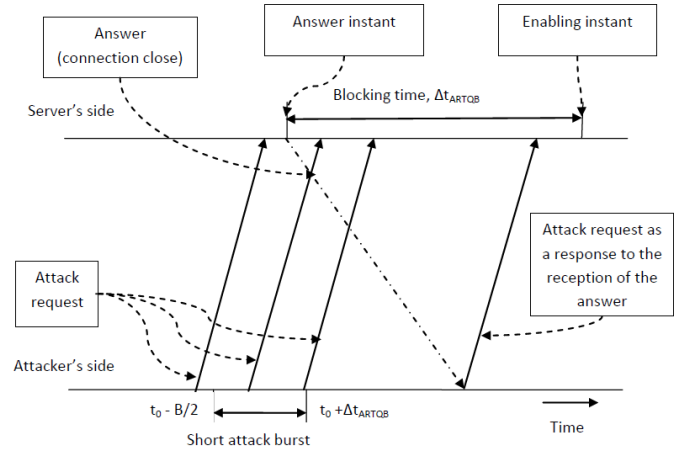 Answer
(connection close)
Answer instant
Enabling instant
Blocking time, Δt_ARTQB
Server's side
Attack request as
a response to the
reception of the
answer
Attack
request
Attacker's side
t₀ - B/2
t₀ +Δt_ARTQB
Short attack burst
Time